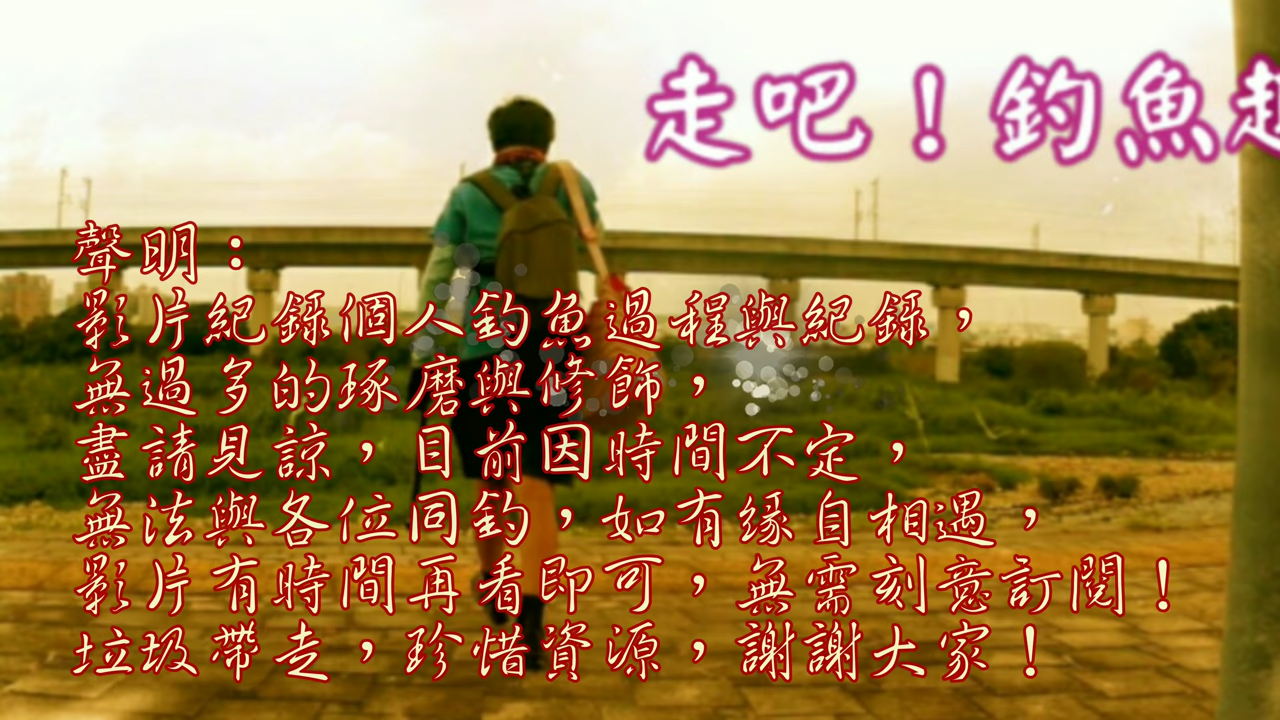 走吧！釣魚起
聲明：
影片紀錄個人釣魚過程與紀錄，
無過多的琢磨與修飾，
盡請見諒，目前因時間不定，
無法與各位同釣，如有緣自相遇，
影片有時間再看即可，無需刻意訂閱！
垃圾帶走，珍惜資源，謝謝大家！